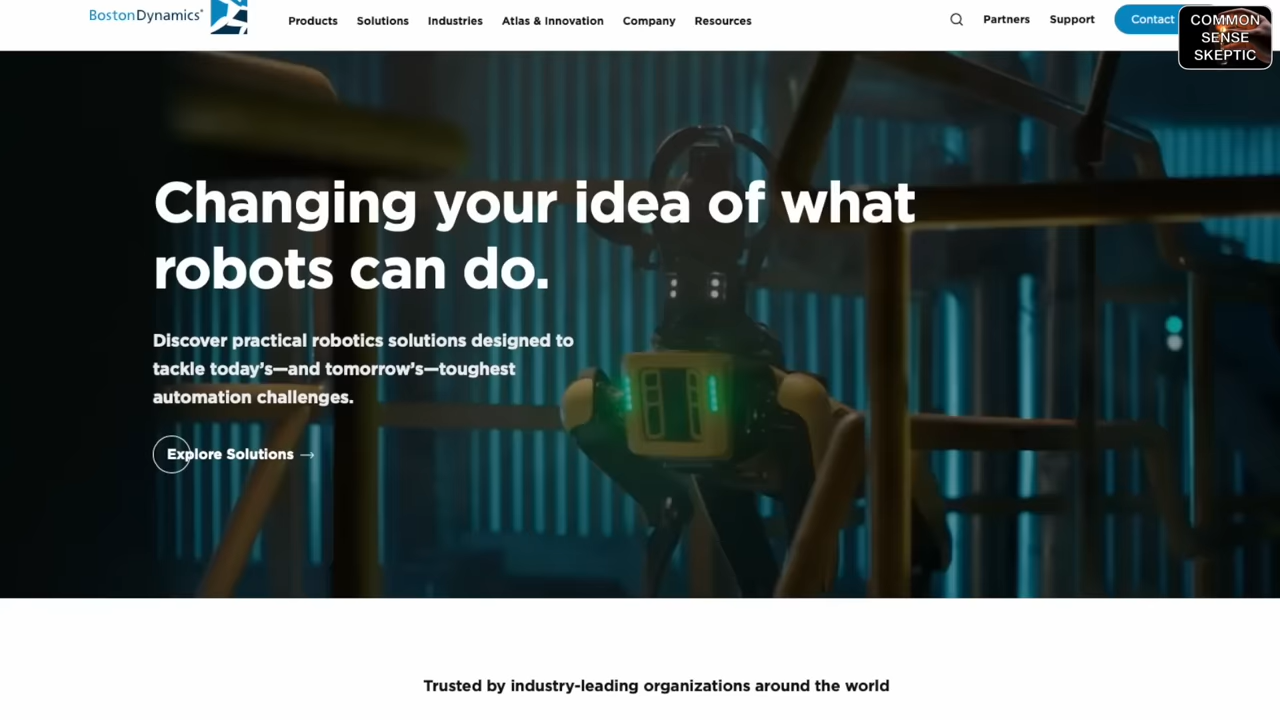 BostonDynamics®
Products Solutions Industries Atlas & Innovation Company Resources
Partners Support Contact
COMMON
SENSE
SKEPTIC
Changing your idea of what
robots can do.
Discover practical robotics solutions designed to
tackle today’s—and tomorrow’s—toughest
automation challenges.
Explore Solutions →
Trusted by industry-leading organizations around the world